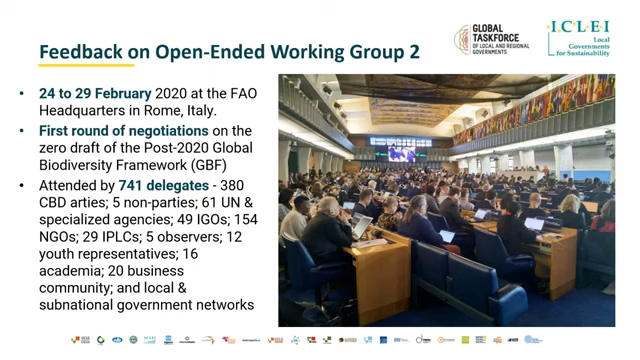 GLOBAL
TASKFORCE
OF LOCAL AND REGIONAL
GOVERNMENTS
I.C.L.E.I
Local
Governments
for Sustainability
Feedback on Open-Ended Working Group 2
• 24 to 29 February 2020 at the FAO
Headquarters in Rome, Italy.
• First round of negotiations on the
zero draft of the Post-2020 Global
Biodiversity Framework (GBF)
• Attended by 741 delegates - 380
CBD arties; 5 non-parties; 61 UN &
specialized agencies; 49 IGOs; 154
NGOs; 29 IPLCs; 5 observers; 12
youth representatives; 16
academia; 20 business
community; and local &
subnational government networks